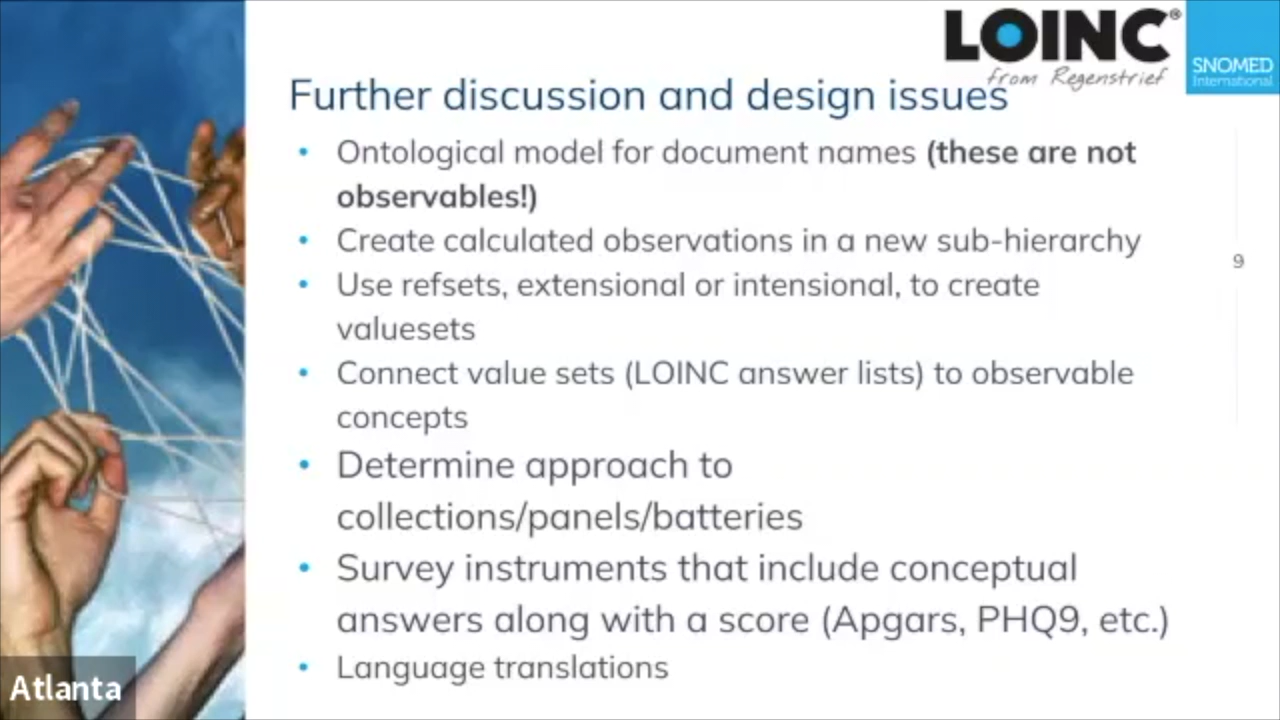 LOINC®
from Regenstrief
SNOMED
International
Further discussion and design issues
• Ontological model for document names (these are not
observables!)
• Create calculated observations in a new sub-hierarchy
9
• Use refsets, extensional or intensional, to create
valuesets
• Connect value sets (LOINC answer lists) to observable
concepts
• Determine approach to
collections/panels/batteries
• Survey instruments that include conceptual
answers along with a score (Apgars, PHQ9, etc.)
• Language translations
Atlanta